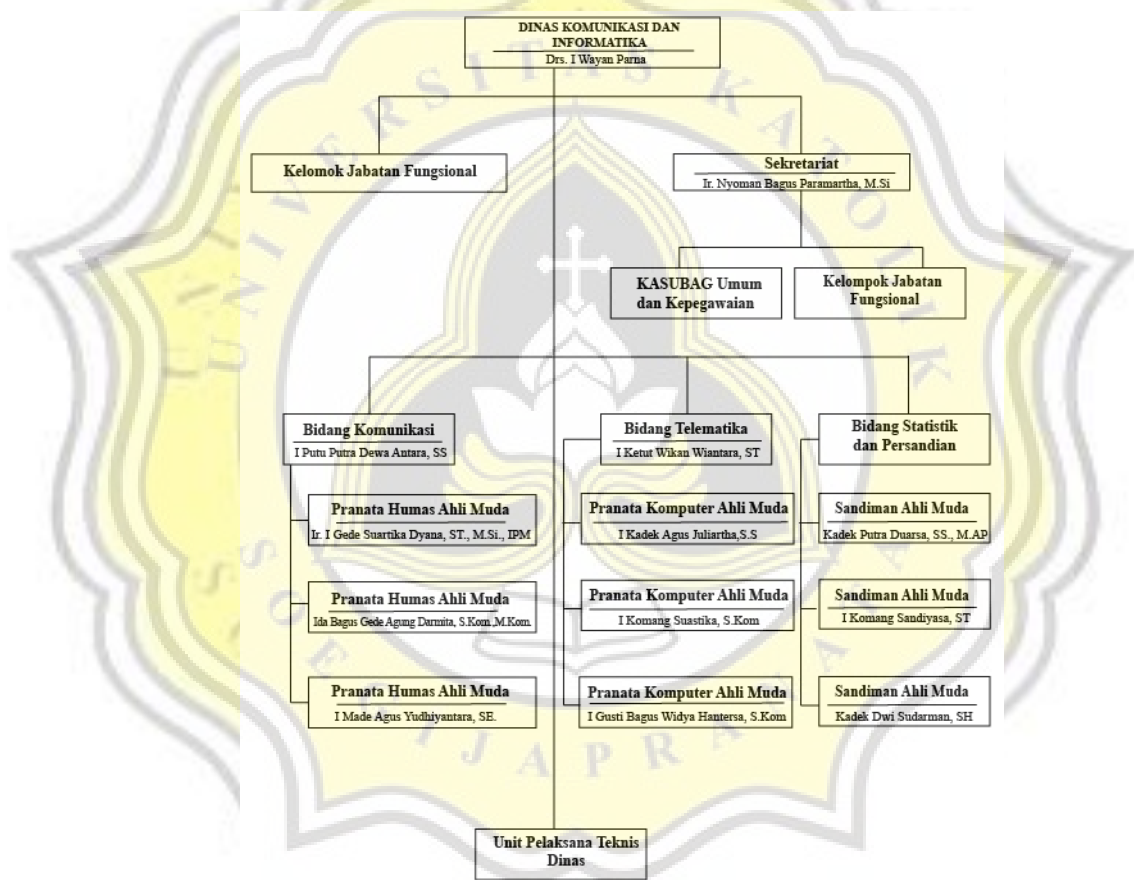 DINAS KOMUNIKASI DAN
INFORMATIKA
Drs. I Wayan Parna
Kelomok Jabatan Fungsional
Sekretariat
Ir. Nyoman Bagus Paramartha, M.Si
KASUBAG Umum
dan Kepegawaian
Kelompok Jabatan
Fungsional
Bidang Komunikasi
I Putu Putra Dewa Antara, SS
Pranata Humas Ahli Muda
Ir. I Gede Suartika Dyana, ST., M.Si., IPM
Pranata Humas Ahli Muda
Ida Bagus Gede Agung Darmita, S.Kom.,M.Kom.
Pranata Humas Ahli Muda
I Made Agus Yudhiyantara, SE.
Bidang Telematika
I Ketut Wikan Wiantara, ST
Pranata Komputer Ahli Muda
I Kadek Agus Juliartha,S.S
Pranata Komputer Ahli Muda
I Komang Suastika, S.Kom
Pranata Komputer Ahli Muda
I Gusti Bagus Widya Hantersa, S.Kom
Bidang Statistik
dan Persandian
Sandiman Ahli Muda
Kadek Putra Duarsa, SS., M.AP
Sandiman Ahli Muda
I Komang Sandiyasa, ST
Sandiman Ahli Muda
Kadek Dwi Sudarman, SH
Unit Pelaksana Teknis
Dinas
UNIVERSITAS KATOLIK
SOEGIJAPRANATA